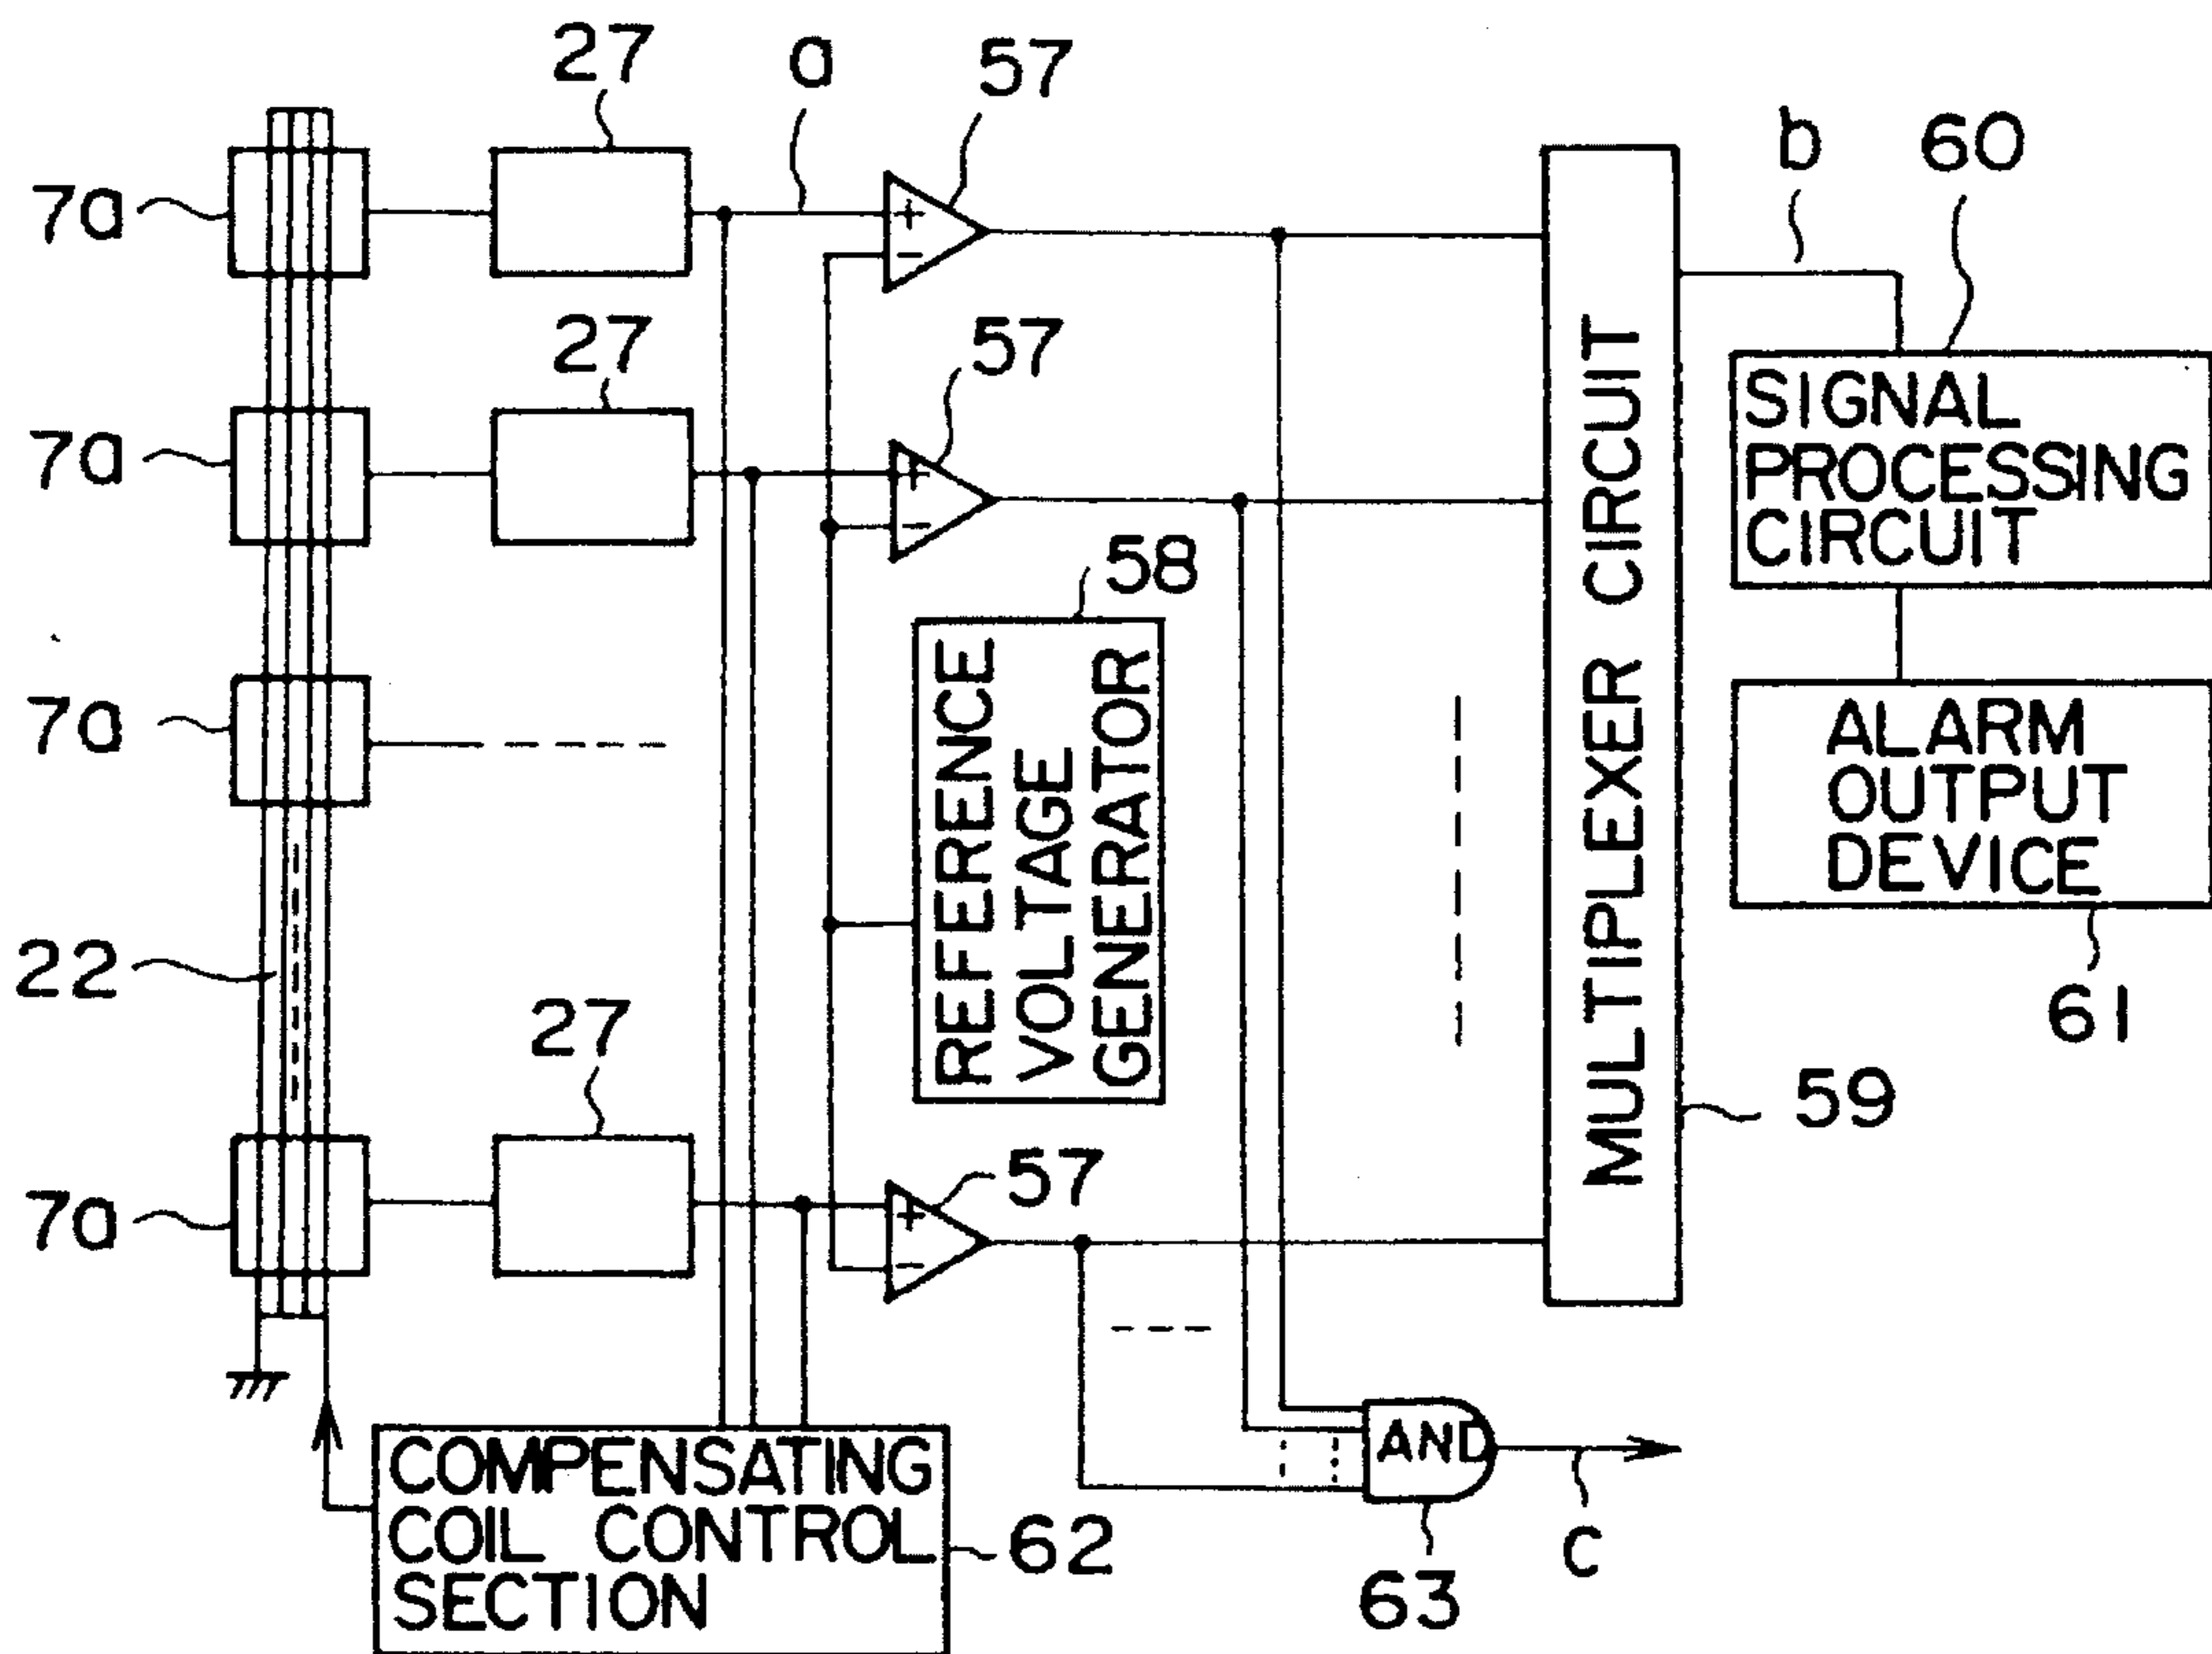 27
a
57
b
60
7a
+
−
27
57
7a
+
−
SIGNAL
PROCESSING
CIRCUIT
58
REFERENCE
VOLTAGE
GENERATOR
MULTIPLEXER CIRCUIT
7a
ALARM
OUTPUT
DEVICE
22
61
27
59
57
7a
+
−
COMPENSATING
COIL CONTROL
SECTION
62
AND
63
c